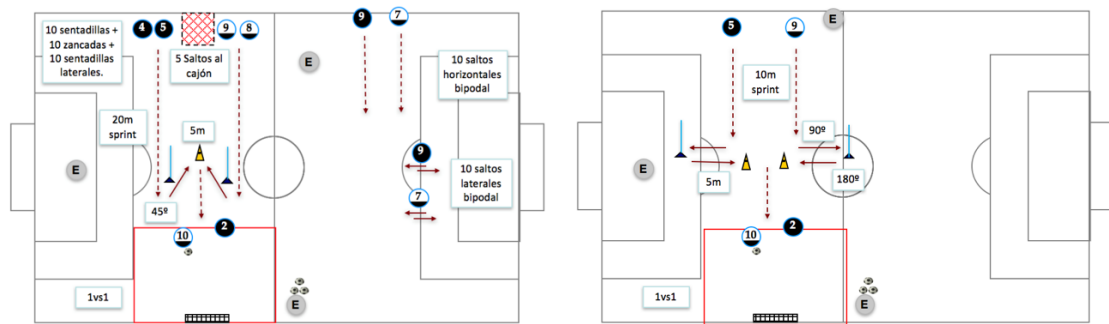 10 sentadillas +
10 zancadas +
10 sentadillas
laterales.
4
5
9
8
5 Saltos al
cajón
E
9
7
10 saltos
horizontales
bipodal
20m
sprint
5m
E
9
10 saltos
laterales
bipodal
7
45º
10
2
1vs1
E
5
9
E
10m
sprint
90º
E
5m
180º
10
2
1vs1
E